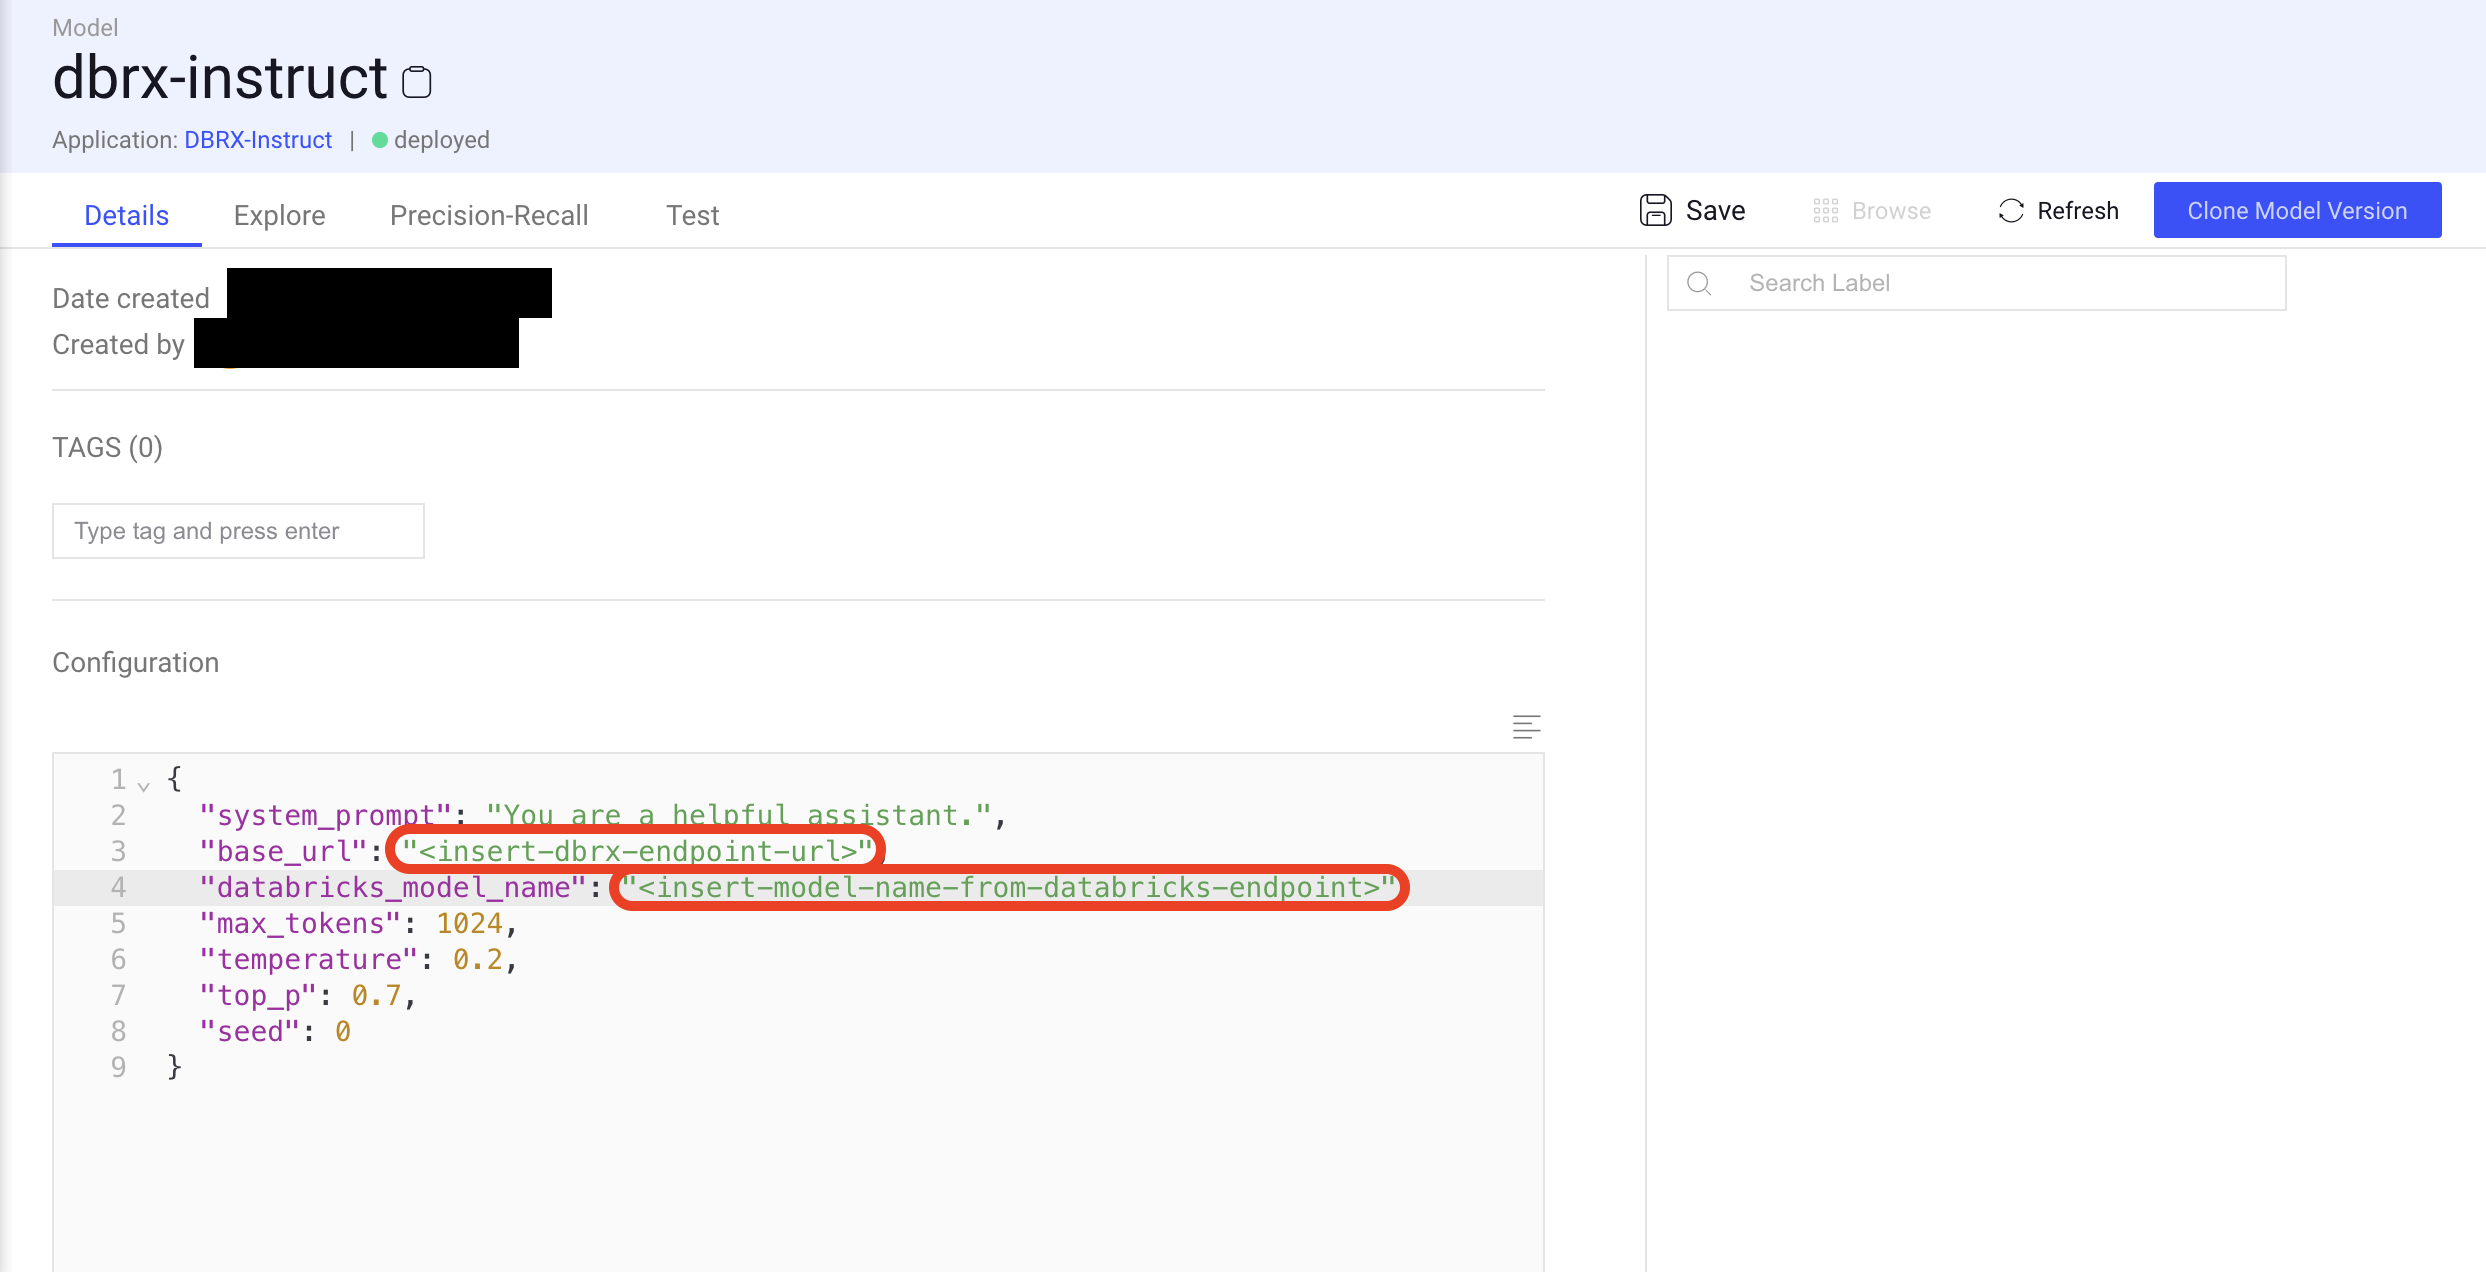 Model
dbrx-instruct
Application: DBRX-Instruct | deployed
Details Explore Precision-Recall Test Save Browse Refresh Clone Model Version
Date created
Search Label
Created by
TAGS (0)
Type tag and press enter
Configuration
1 {
2 "system_prompt": "You are a helpful assistant.",
3 "base_url": "<insert-dbrx-endpoint-url>",
4 "databricks_model_name": "<insert-model-name-from-databricks-endpoint>"
5 "max_tokens": 1024,
6 "temperature": 0.2,
7 "top_p": 0.7,
8 "seed": 0
9 }